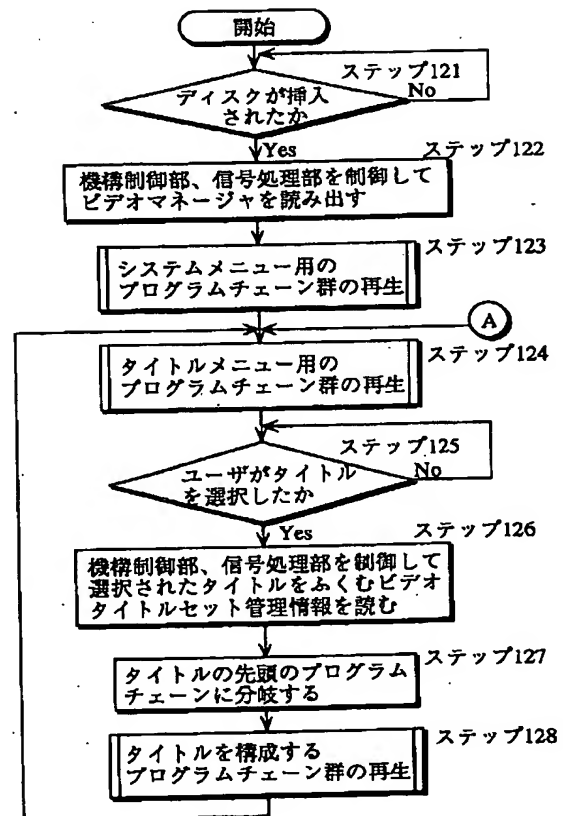 開始
ステップ121
ディスクが挿入
されたか
No
Yes
ステップ122
機構制御部、信号処理部を制御して
ビデオマネージャを読み出す
ステップ123
システムメニュー用の
プログラムチェーン群の再生
A
ステップ124
タイトルメニュー用の
プログラムチェーン群の再生
ステップ125
ユーザがタイトル
を選択したか
No
Yes
ステップ126
機構制御部、信号処理部を制御して
選択されたタイトルをふくむビデオ
タイトルセット管理情報を読む
ステップ127
タイトルの先頭のプログラム
チェーンに分岐する
ステップ128
タイトルを構成する
プログラムチェーン群の再生